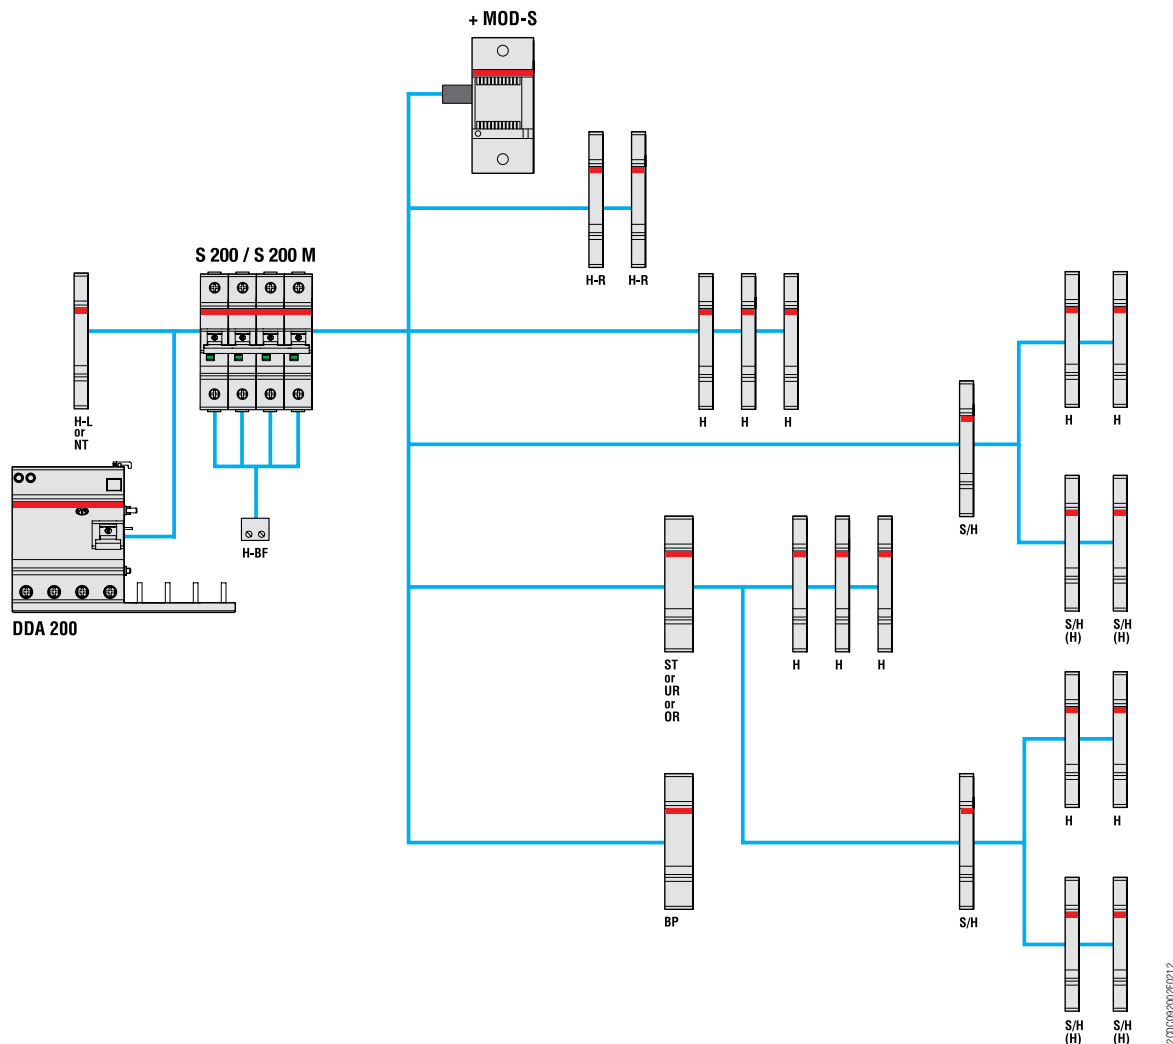 + MOD-S
H-R
H-R
S 200 / S 200 M
H-L
or
NT
H
H
H
H
H
S/H
H-BF
DDA 200
S/H
(H)
S/H
(H)
ST
or
UR
or
OR
H
H
H
H
H
BP
S/H
S/H
(H)
S/H
(H)